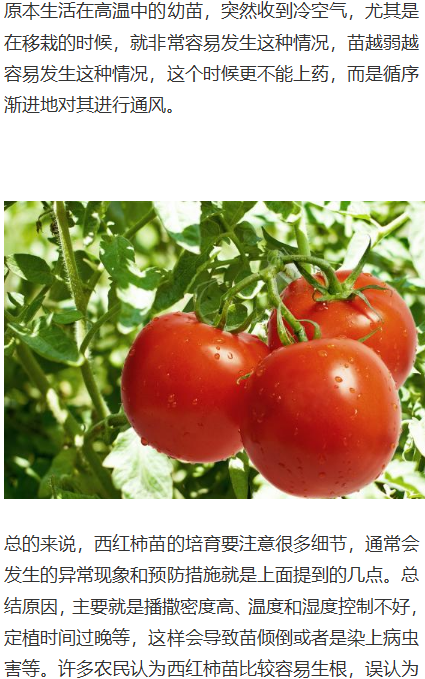 原本生活在高温中的幼苗，突然收到冷空气，尤其是
在移栽的时候，就非常容易发生这种情况，苗越弱越
容易发生这种情况，这个时候更不能上药，而是循序
渐进地对其进行通风。
总的来说，西红柿苗的培育要注意很多细节，通常会
发生的异常现象和预防措施就是上面提到的几点。总
结原因，主要就是播撒密度高、温度和湿度控制不好，
定植时间过晚等，这样会导致苗倾倒或者是染上病虫
害等。许多农民认为西红柿苗比较容易生根，误认为